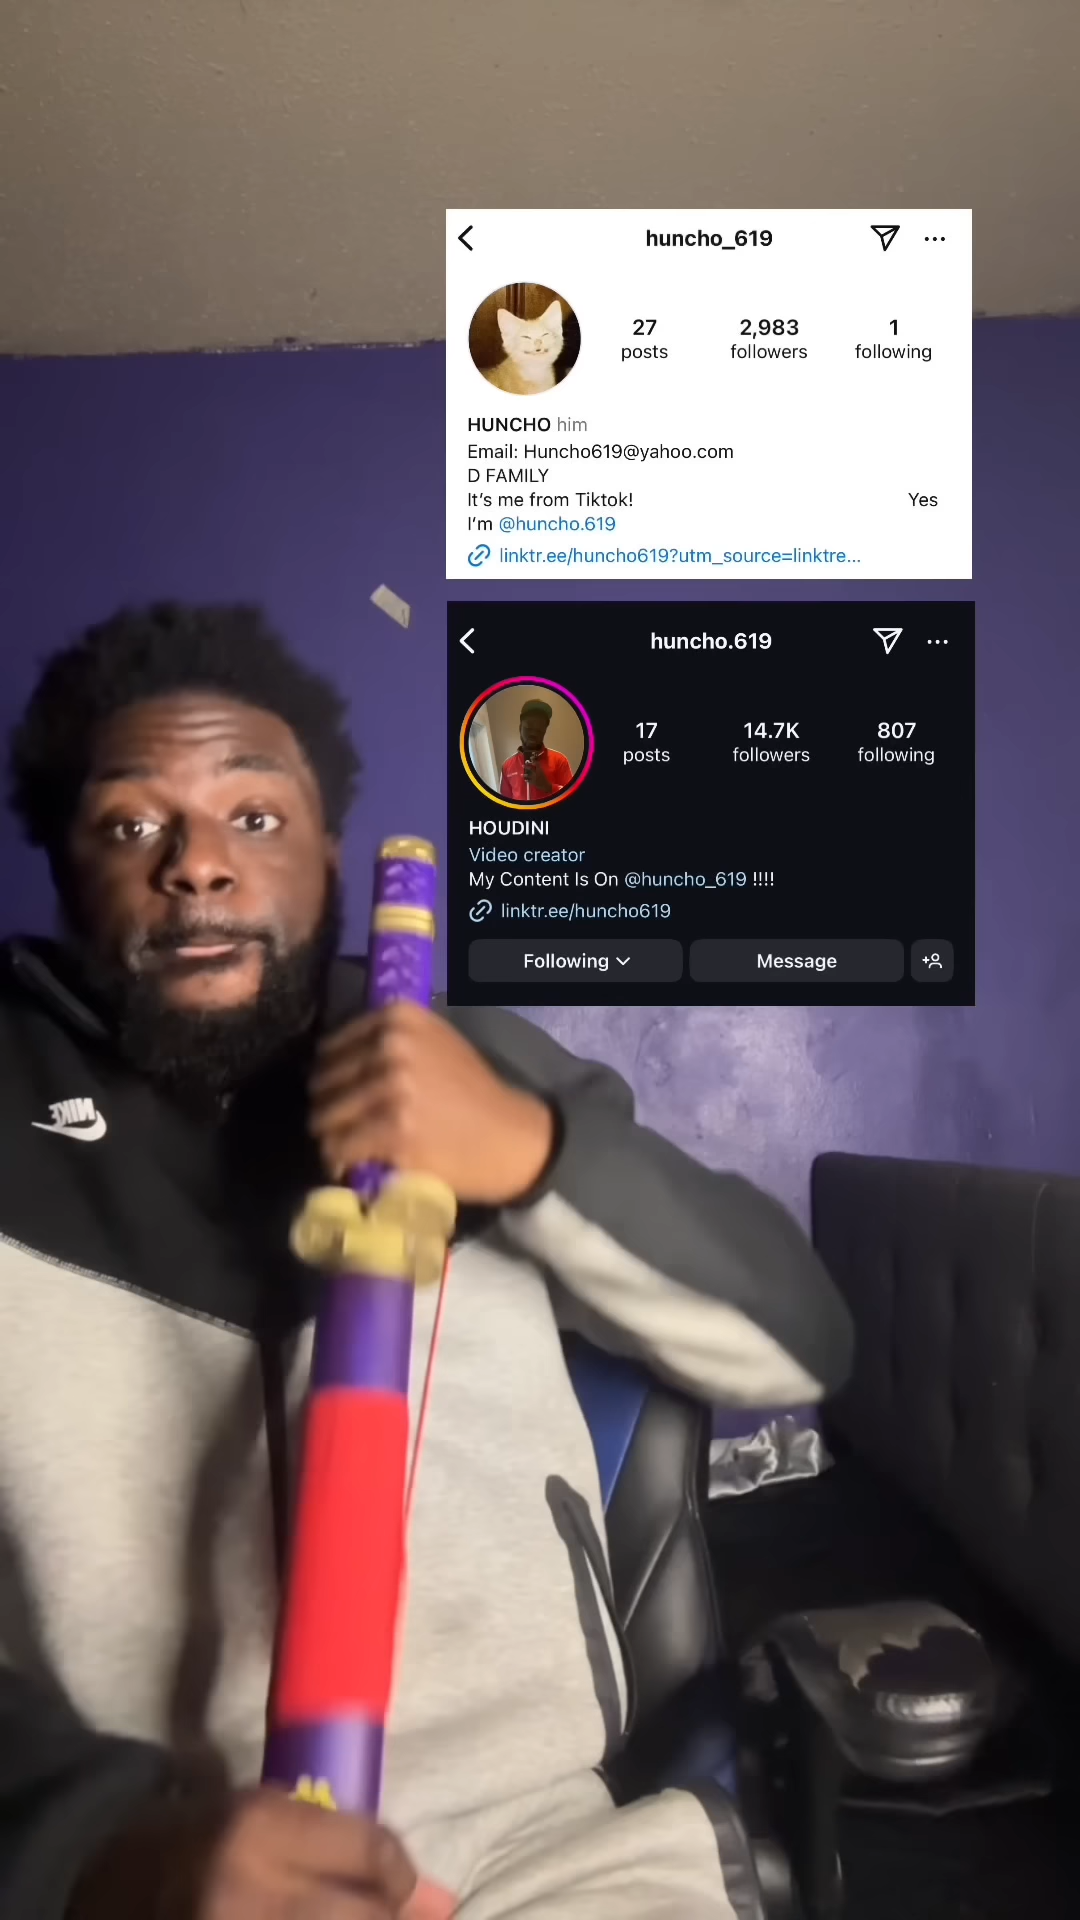 huncho_619
27 2,983 1
posts followers following
HUNCHO him
Email: Huncho619@yahoo.com
D FAMILY
It's me from Tiktok! Yes
I'm @huncho.619
linktr.ee/huncho619?utm_source=linktre...
huncho.619
17 14.7K 807
posts followers following
HOUDINI
Video creator
My Content Is On @huncho_619 !!!!
linktr.ee/huncho619
Following Message
NIKE